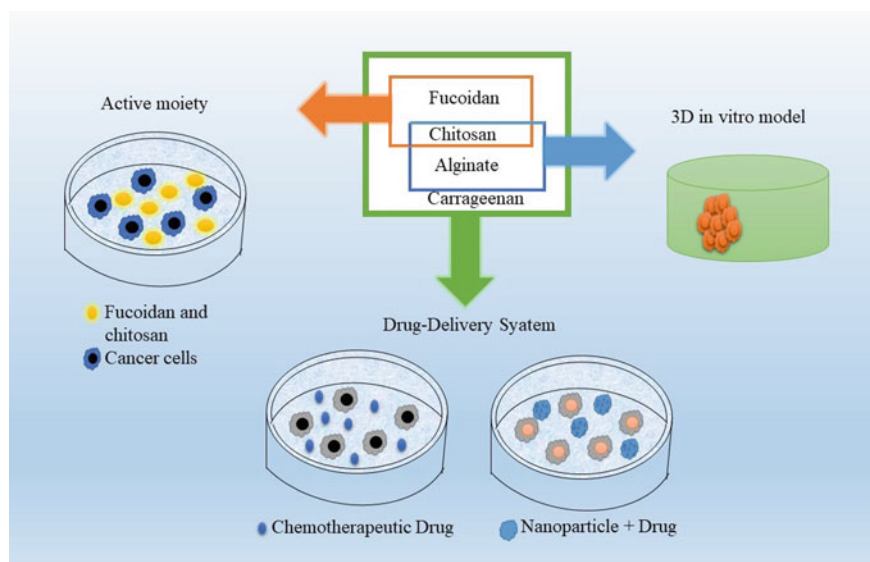 Active moiety
Fucoidan
Chitosan
Alginate
Carrageenan
3D in vitro model
Fucoidan and
chitosan
Cancer cells
Drug-Delivery Syatem
Chemotherapeutic Drug
Nanoparticle + Drug